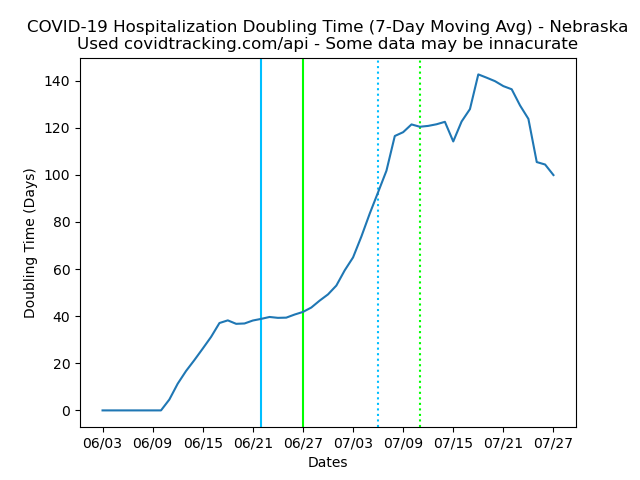 COVID-19 Hospitalization Doubling Time (7-Day Moving Avg) - Nebraska
Used covidtracking.com/api - Some data may be innacurate
Doubling Time (Days)
140
120
100
80
60
40
20
0
06/03 06/09 06/15 06/21 06/27 07/03 07/09 07/15 07/21 07/27
Dates